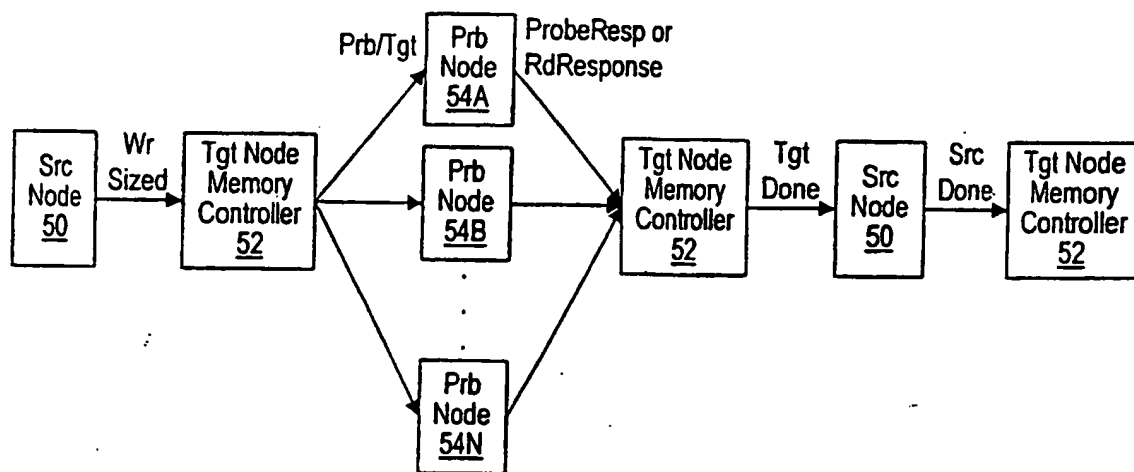 Src
Node
50
Wr
Sized
Tgt Node
Memory
Controller
52
Prb/Tgt
Prb
Node
54A
ProbeResp or
RdResponse
Prb
Node
54B
Prb
Node
54N
Tgt Node
Memory
Controller
52
Tgt
Done
Src
Node
50
Src
Done
Tgt Node
Memory
Controller
52